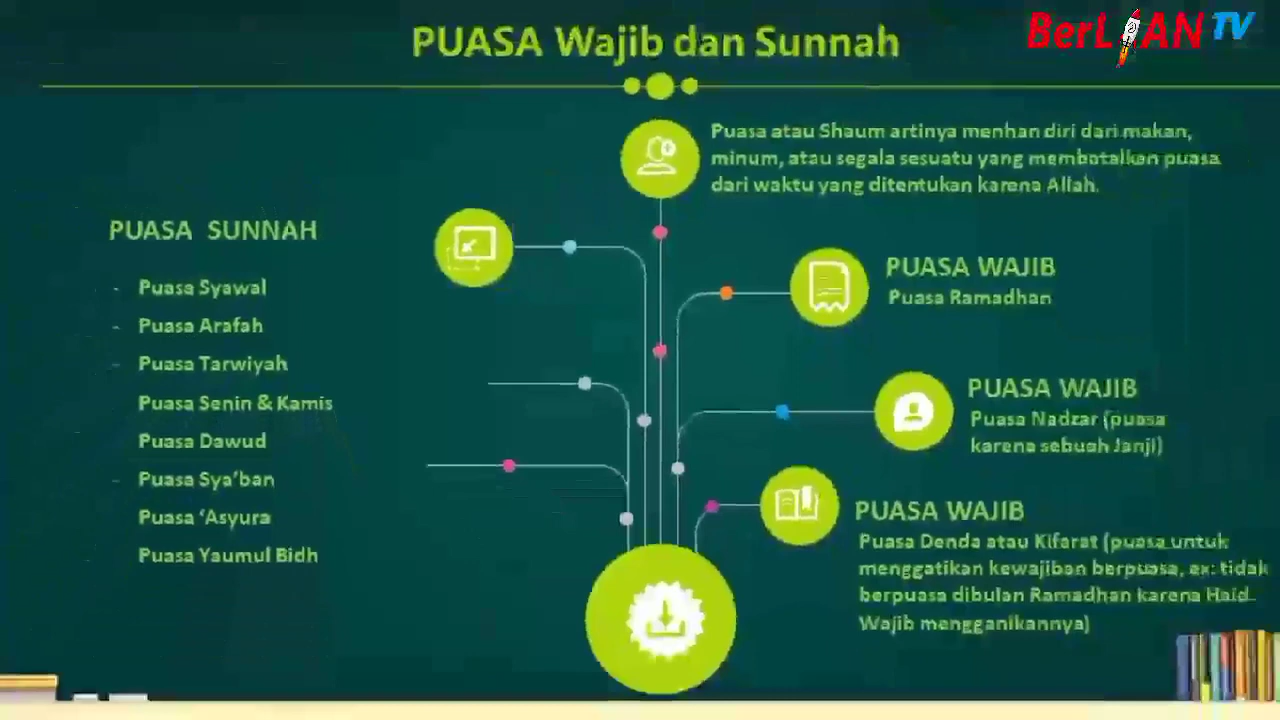 PUASA Wajib dan Sunnah
BerLIAN TV
Puasa atau Shaum artinya menhan diri dari makan,
minum, atau segala sesuatu yang membatalkan puasa
dari waktu yang ditentukan karena Allah.
PUASA SUNNAH
- Puasa Syawal
- Puasa Arafah
- Puasa Tarwiyah
Puasa Senin & Kamis
Puasa Dawud
- Puasa Sya'ban
Puasa 'Asyura
Puasa Yaumul Bidh
PUASA WAJIB
Puasa Ramadhan
PUASA WAJIB
Puasa Nadzar (puasa
karena sebuah Janji)
PUASA WAJIB
Puasa Denda atau Kifarat (puasa untuk
menggatikan kewajiban berpuasa, ex: tidak
berpuasa dibulan Ramadhan karena Haid.
Wajib mengganikannya)